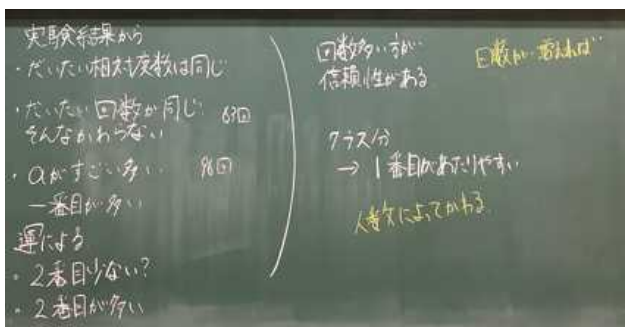 実験結果から
・だいたい相対度数は同じ
・だいたい回数が同じ 63回
そんなかわらない
・aがすごい多い 96回
一番目が多い
運による
・2番目少ない?
・2番目が多い
回数多い方が
信頼性がある
クラス分
→ 1番目があたりやすい
人数によってかわる
回数が増えれば